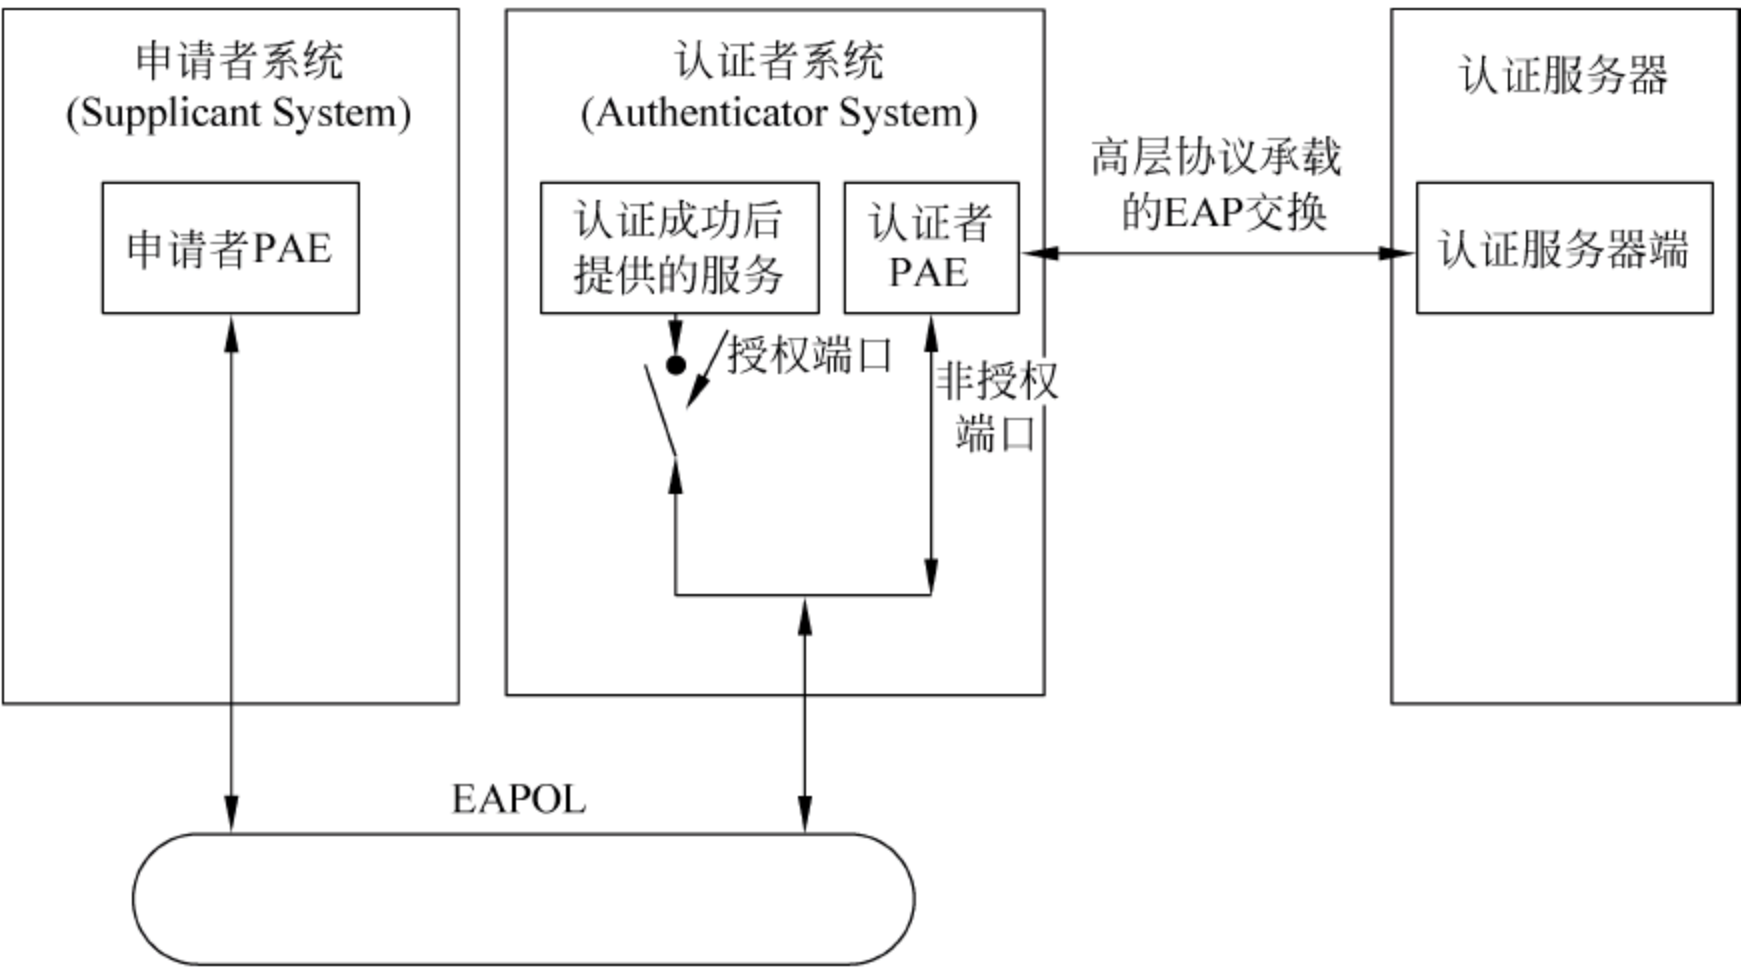 申请者系统
(Supplicant System)
申请者PAE
认证者系统
(Authenticator System)
认证成功后
提供的服务
认证者
PAE
授权端口
非授权
端口
高层协议承载
的EAP交换
认证服务器
认证服务器端
EAPOL